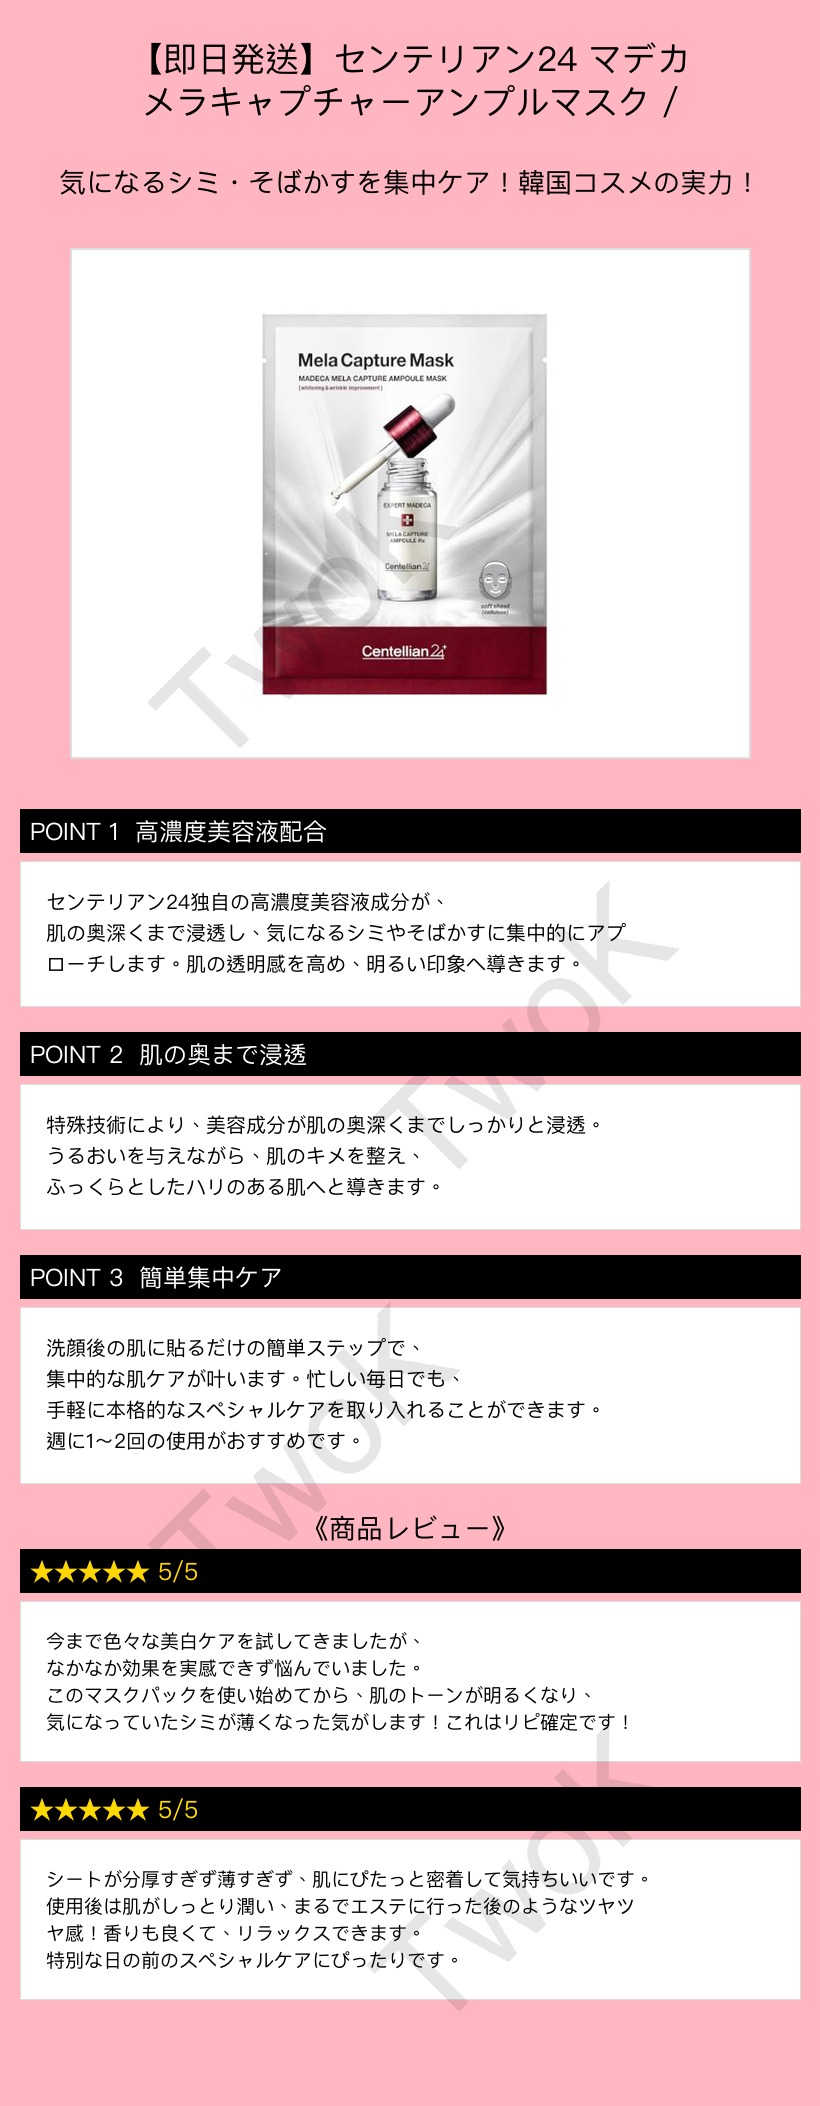 【即日発送】センテリアン24 マデカ
メラキャプチャーアンプルマスク /
気になるシミ・そばかすを集中ケア！韓国コスメの実力！
Mela Capture Mask
MADECA MELA CAPTURE AMPOULE MASK
[whitening & wrinkle improvement]
EXPERT MADECA
MELA CAPTURE
AMPOULE Rx
Centellian24
soft sheet
(cellulose)
Centellian24
TwoK
POINT 1 高濃度美容液配合
センテリアン24独自の高濃度美容液成分が、
肌の奥深くまで浸透し、気になるシミやそばかすに集中的にアプ
ローチします。肌の透明感を高め、明るい印象へ導きます。
TwoK
POINT 2 肌の奥まで浸透
特殊技術により、美容成分が肌の奥深くまでしっかりと浸透。
うるおいを与えながら、肌のキメを整え、
ふっくらとしたハリのある肌へと導きます。
POINT 3 簡単集中ケア
洗顔後の肌に貼るだけの簡単ステップで、
集中的な肌ケアが叶います。忙しい毎日でも、
手軽に本格的なスペシャルケアを取り入れることができます。
週に1〜2回の使用がおすすめです。
TwoK
《商品レビュー》
★★★★★ 5/5
今まで色々な美白ケアを試してきましたが、
なかなか効果を実感できず悩んでいました。
このマスクパックを使い始めてから、肌のトーンが明るくなり、
気になっていたシミが薄くなった気がします！これはリピ確定です！
★★★★★ 5/5
シートが分厚すぎず薄すぎず、肌にぴたっと密着して気持ちいいです。
使用後は肌がしっとり潤い、まるでエステに行った後のようなツヤツ
ヤ感！香りも良くて、リラックスできます。
特別な日の前のスペシャルケアにぴったりです。
TwoK